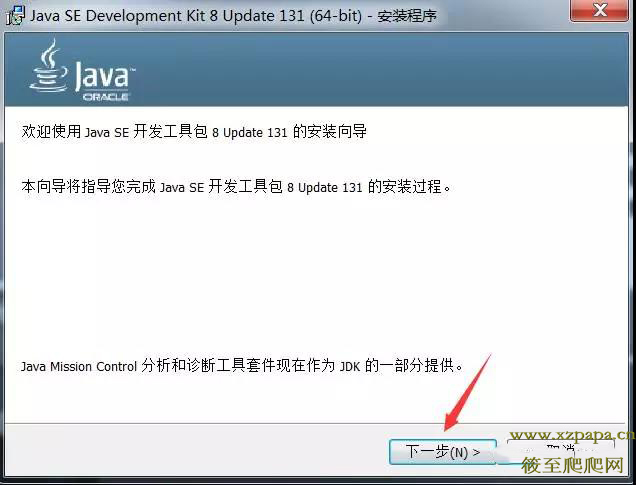 Java SE Development Kit 8 Update 131 (64-bit) - 安装程序
Java™
ORACLE
欢迎使用 Java SE 开发工具包 8 Update 131 的安装向导
本向导将指导您完成 Java SE 开发工具包 8 Update 131 的安装过程。
Java Mission Control 分析和诊断工具套件现在作为 JDK 的一部分提供。
下一步(N) >
www.xzpapa.cn
筱至爬爬网